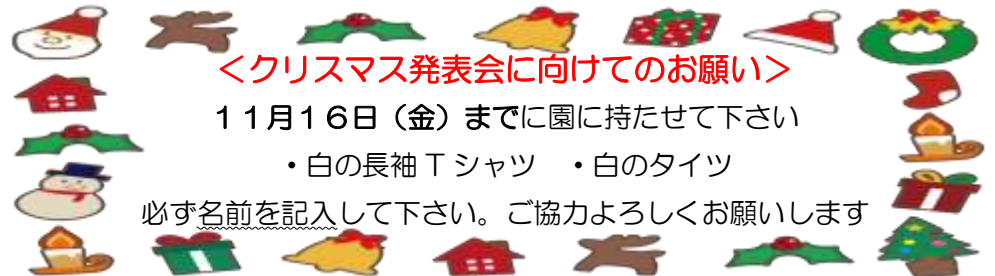 ＜クリスマス発表会に向けてのお願い＞
１１月１６日（金）までに園に持たせて下さい
・白の長袖Ｔシャツ　・白のタイツ
必ず名前を記入して下さい。ご協力よろしくお願いします